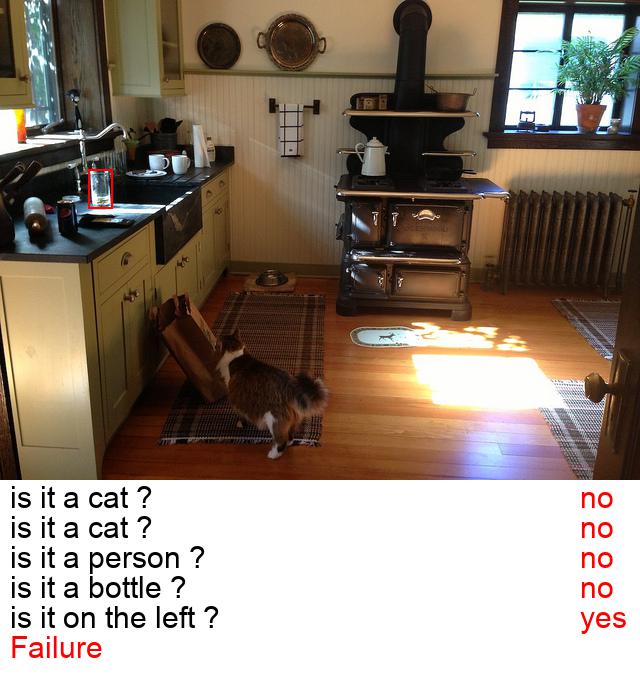 is it a cat ? no
is it a cat ? no
is it a person ? no
is it a bottle ? no
is it on the left ? yes
Failure